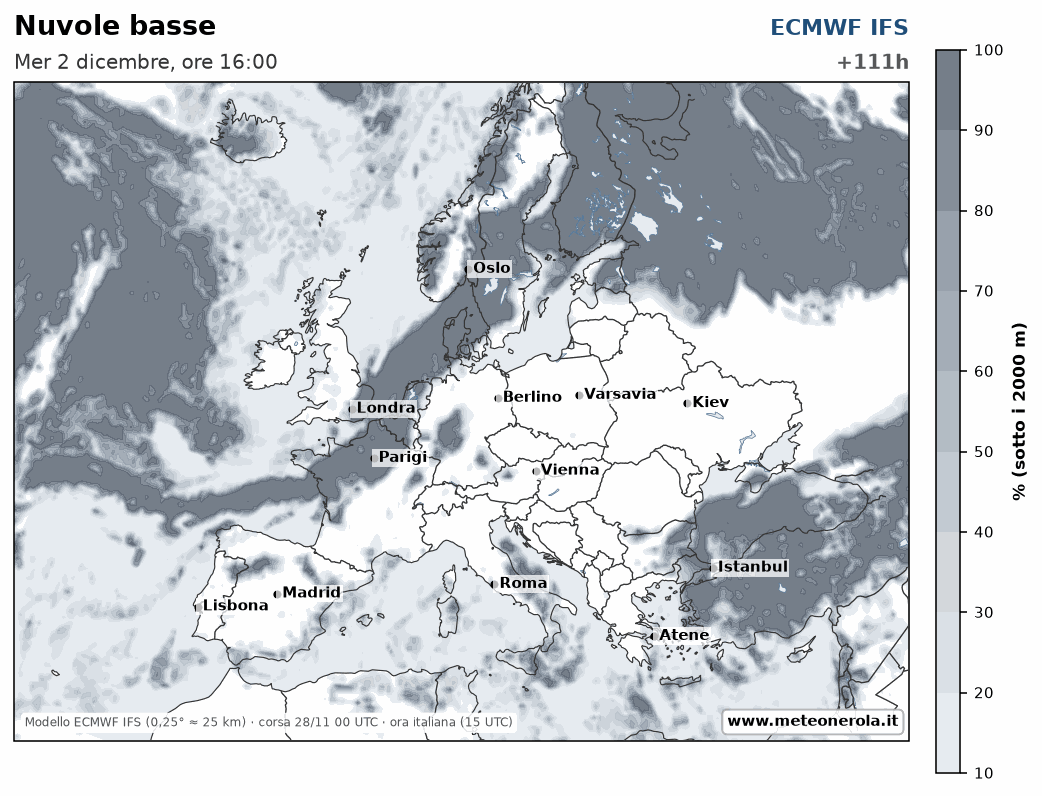 Nuvole basse
ECMWF IFS
Mer 2 dicembre, ore 16:00
+111h
100
90
80
70
60
50
40
30
20
10
% (sotto i 2000 m)
Oslo
Londra
Berlino
Varsavia
Kiev
Parigi
Vienna
Istanbul
Roma
Madrid
Lisbona
Atene
Modello ECMWF IFS (0,25° ≈ 25 km) · corsa 28/11 00 UTC · ora italiana (15 UTC)
www.meteonerola.it